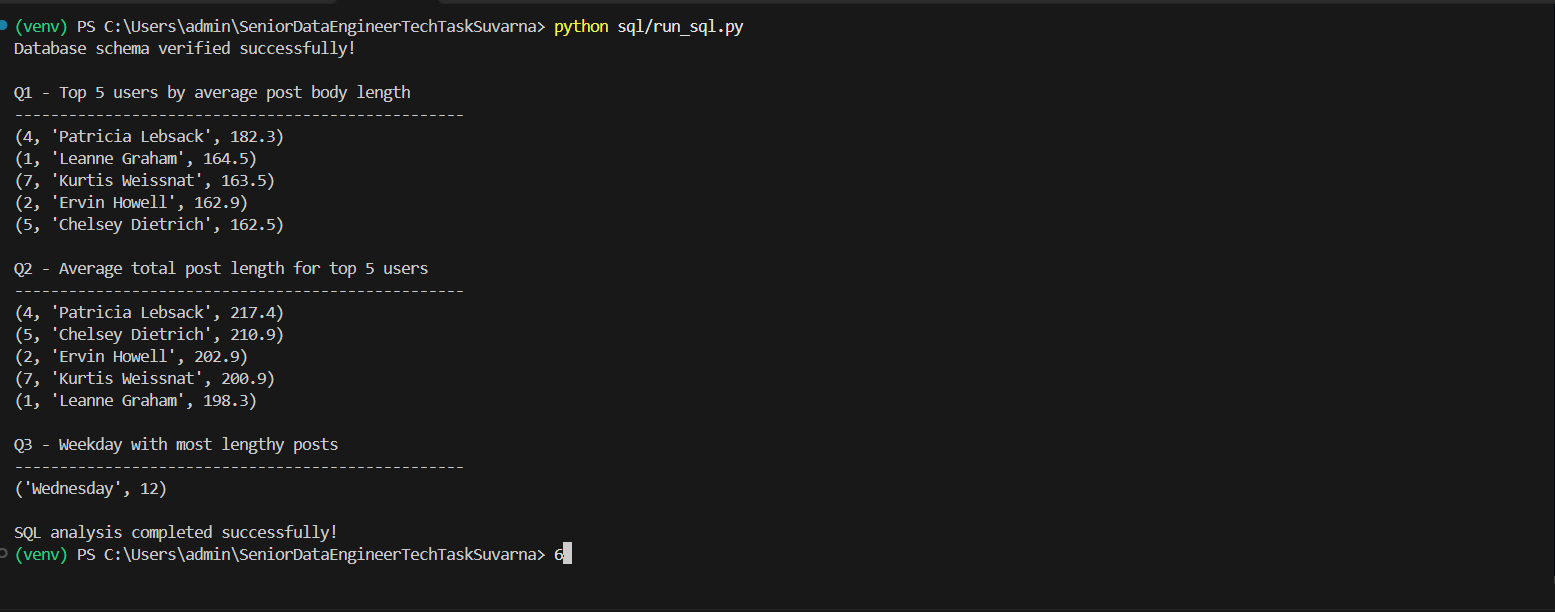 (venv) PS C:\Users\admin\SeniorDataEngineerTechTaskSuvarna> python sql/run_sql.py
Database schema verified successfully!
Q1 - Top 5 users by average post body length
--------------------------------------------------
(4, 'Patricia Lebsack', 182.3)
(1, 'Leanne Graham', 164.5)
(7, 'Kurtis Weissnat', 163.5)
(2, 'Ervin Howell', 162.9)
(5, 'Chelsey Dietrich', 162.5)
Q2 - Average total post length for top 5 users
--------------------------------------------------
(4, 'Patricia Lebsack', 217.4)
(5, 'Chelsey Dietrich', 210.9)
(2, 'Ervin Howell', 202.9)
(7, 'Kurtis Weissnat', 200.9)
(1, 'Leanne Graham', 198.3)
Q3 - Weekday with most lengthy posts
--------------------------------------------------
('Wednesday', 12)
SQL analysis completed successfully!
(venv) PS C:\Users\admin\SeniorDataEngineerTechTaskSuvarna> 6